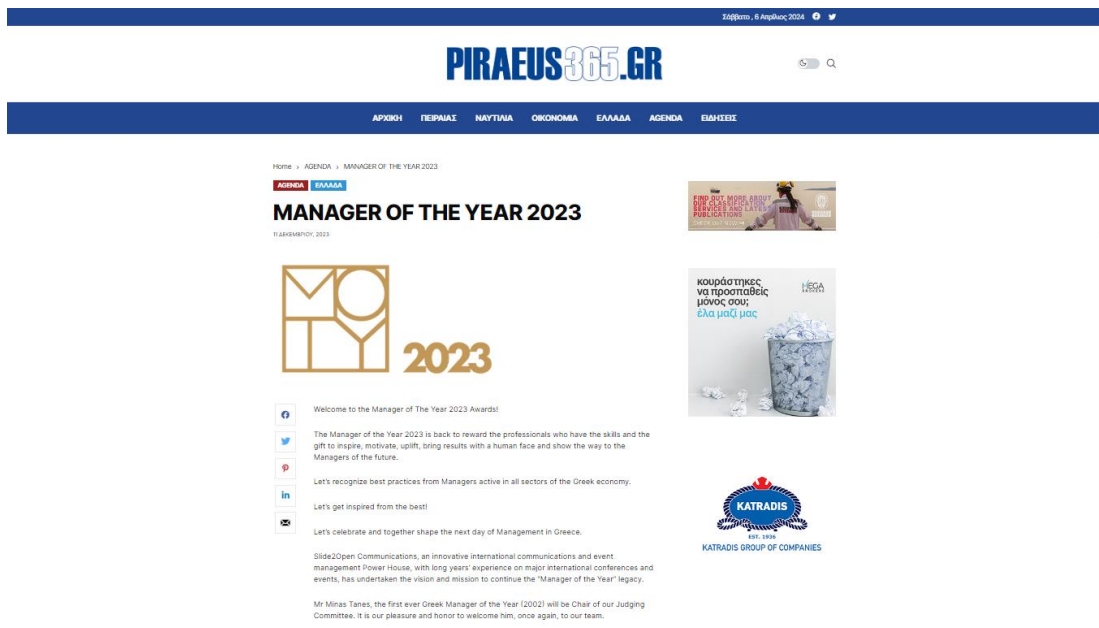 Σάββατο , 6 Απρίλιος 2024
PIRAEUS365.GR
ΑΡΧΙΚΗ ΠΕΙΡΑΙΑΣ ΝΑΥΤΙΛΙΑ ΟΙΚΟΝΟΜΙΑ ΕΛΛΑΔΑ AGENDA ΕΙΔΗΣΕΙΣ
Home > AGENDA > MANAGER OF THE YEAR 2023
AGENDA ΕΛΛΑΔΑ
MANAGER OF THE YEAR 2023
11 ΔΕΚΕΜΒΡΙΟΥ, 2023
MOTY 2023
Welcome to the Manager of The Year 2023 Awards!
The Manager of the Year 2023 is back to reward the professionals who have the skills and the
gift to inspire, motivate, uplift, bring results with a human face and show the way to the
Managers of the future.
Let's recognize best practices from Managers active in all sectors of the Greek economy.
Let's get inspired from the best!
Let's celebrate and together shape the next day of Management in Greece.
Slide2Open Communications, an innovative international communications and event
management Power House, with long years' experience on major international conferences and
events, has undertaken the vision and mission to continue the "Manager of the Year" legacy.
Mr Minas Tanes, the first ever Greek Manager of the Year (2002) will be Chair of our Judging
Committee. It is our pleasure and honor to welcome him, once again, to our team.
FIND OUT MORE ABOUT
OUR CLASSIFICATION
SERVICES AND LATEST
PUBLICATIONS
κουράστηκες
να προσπαθείς
μόνος σου;
έλα μαζί μας
MEGA
KATRADIS
EST. 1936
KATRADIS GROUP OF COMPANIES